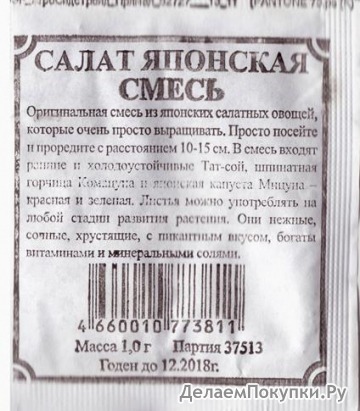 САЛАТ ЯПОНСКАЯ
СМЕСЬ
Оригинальная смесь из японских салатных овощей,
которые очень просто выращивать. Просто посейте
и проредите с расстоянием 10-15 см. В смесь входят
ранние и холодоустойчивые Тат-сой, шпинатная
горчица Комацуна и японская капуста Мицуна –
красная и зеленая. Листья можно употреблять на
любой стадии развития растения. Они нежные,
сочные, хрустящие, с пикантным вкусом, богаты
витаминами и минеральными солями.
4 660010 773811
Масса 1,0 г Партия 37513
Годен до 12.2018г.
ДелаемПокупки.Ру